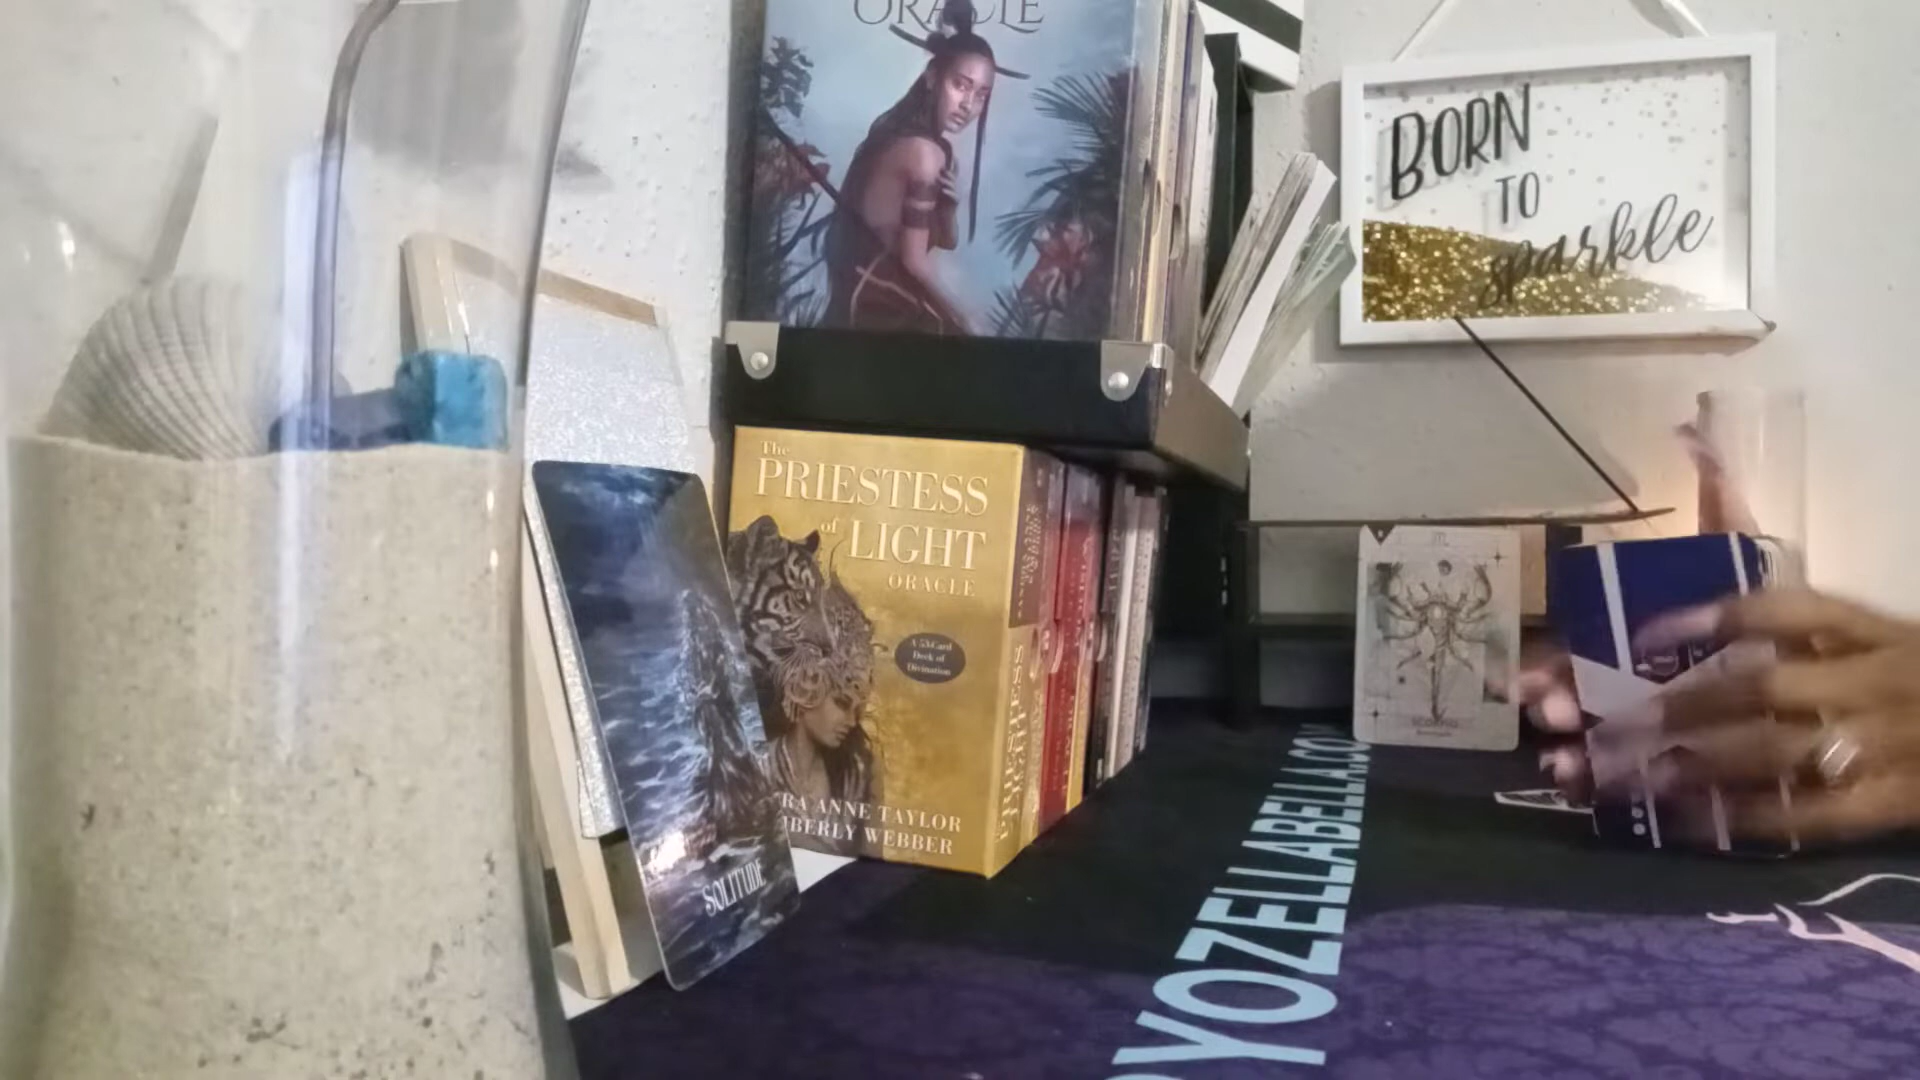 ORACLE
BORN
TO
sparkle
The
PRIESTESS
of LIGHT
ORACLE
A 53-Card
Deck of
Divination
RA ANNE TAYLOR
BERLY WEBBER
SOLITUDE
SCORPIO
YOZELLABELLA.CO